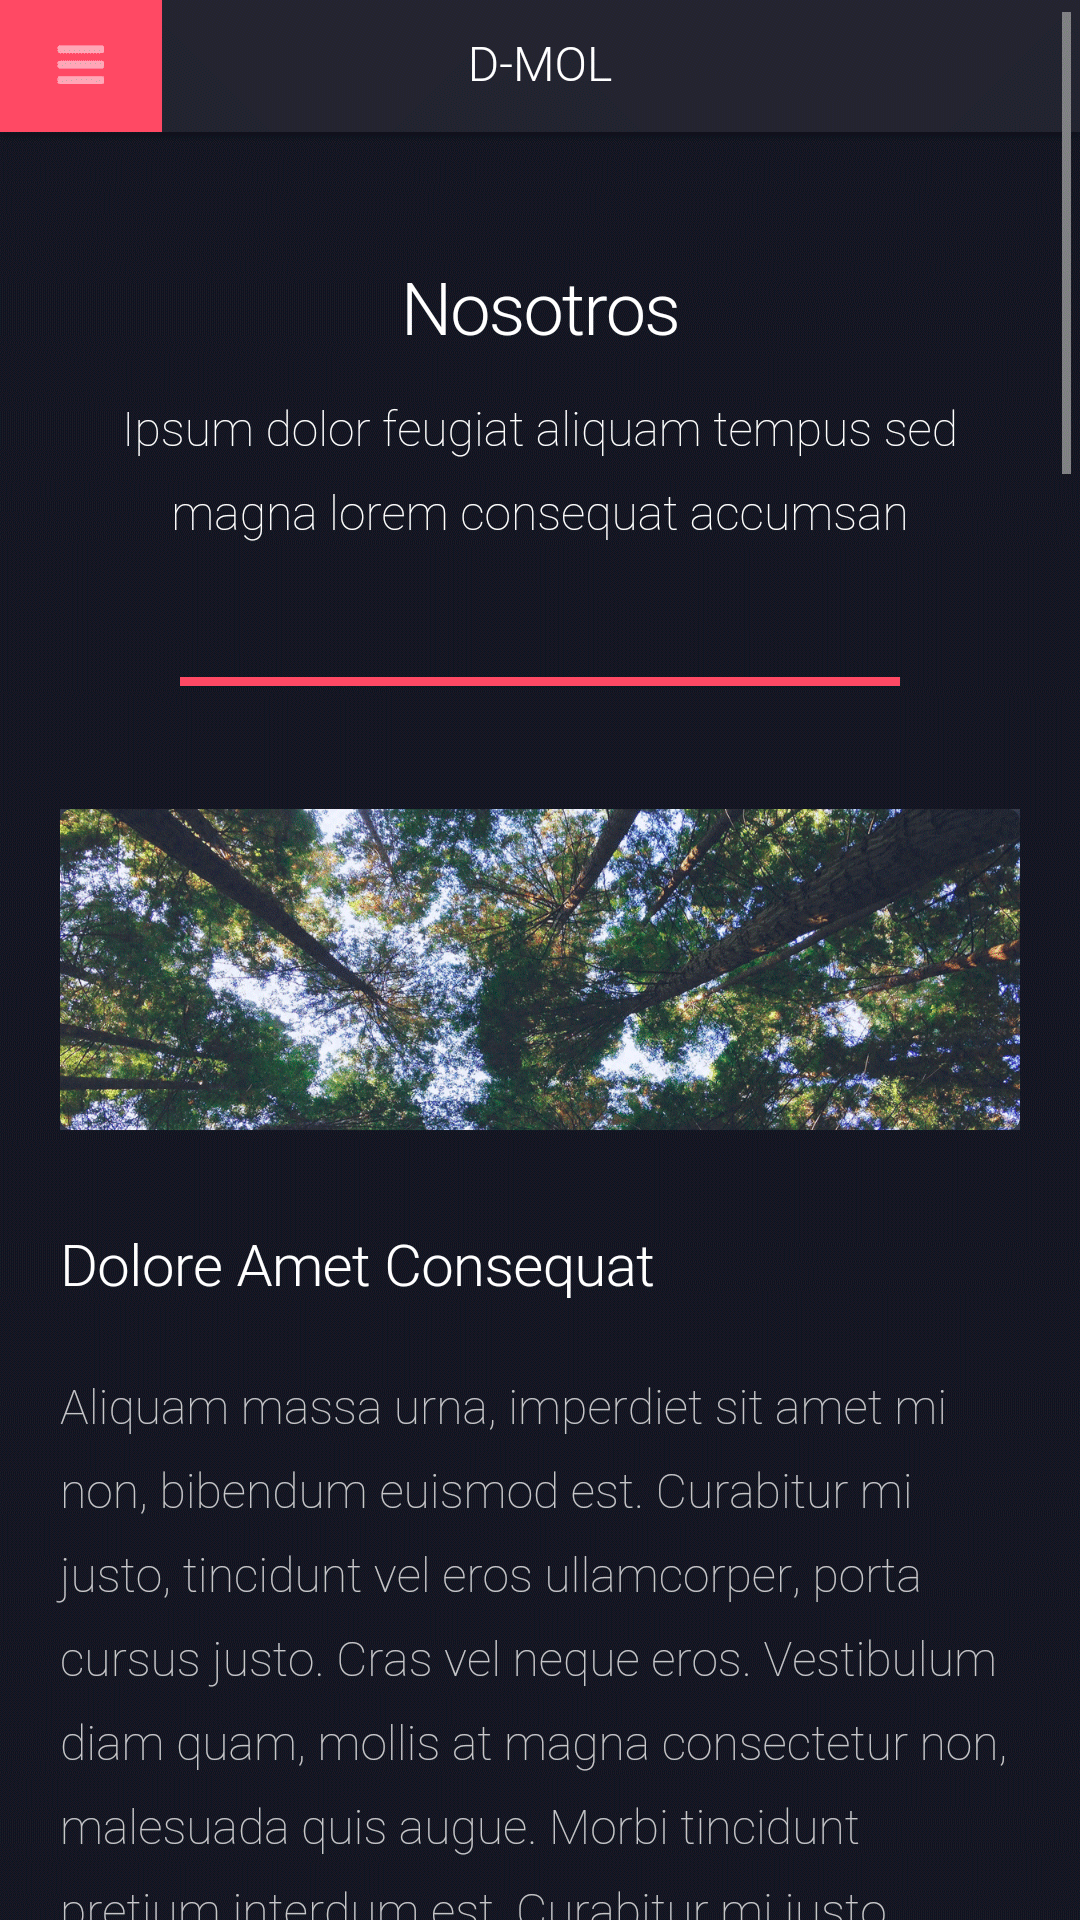 D-MOL
Nosotros
Ipsum dolor feugiat aliquam tempus sed
magna lorem consequat accumsan
Dolore Amet Consequat
Aliquam massa urna, imperdiet sit amet mi
non, bibendum euismod est. Curabitur mi
justo, tincidunt vel eros ullamcorper, porta
cursus justo. Cras vel neque eros. Vestibulum
diam quam, mollis at magna consectetur non,
malesuada quis augue. Morbi tincidunt
pretium interdum est. Curabitur mi justo